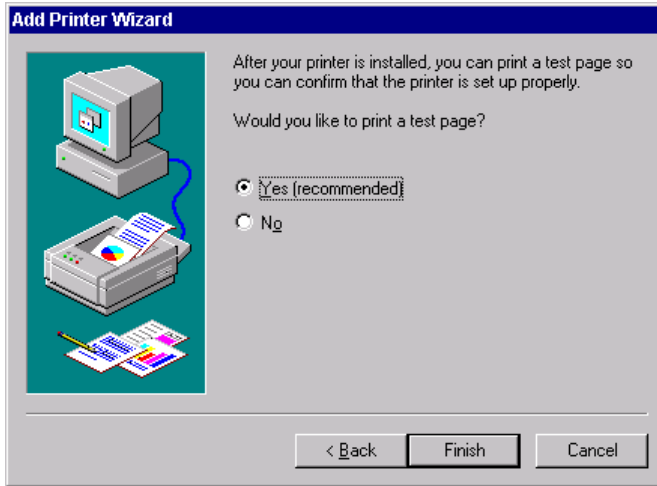 Add Printer Wizard
After your printer is installed, you can print a test page so
you can confirm that the printer is set up properly.
Would you like to print a test page?
Yes (recommended)
No
< Back
Finish
Cancel